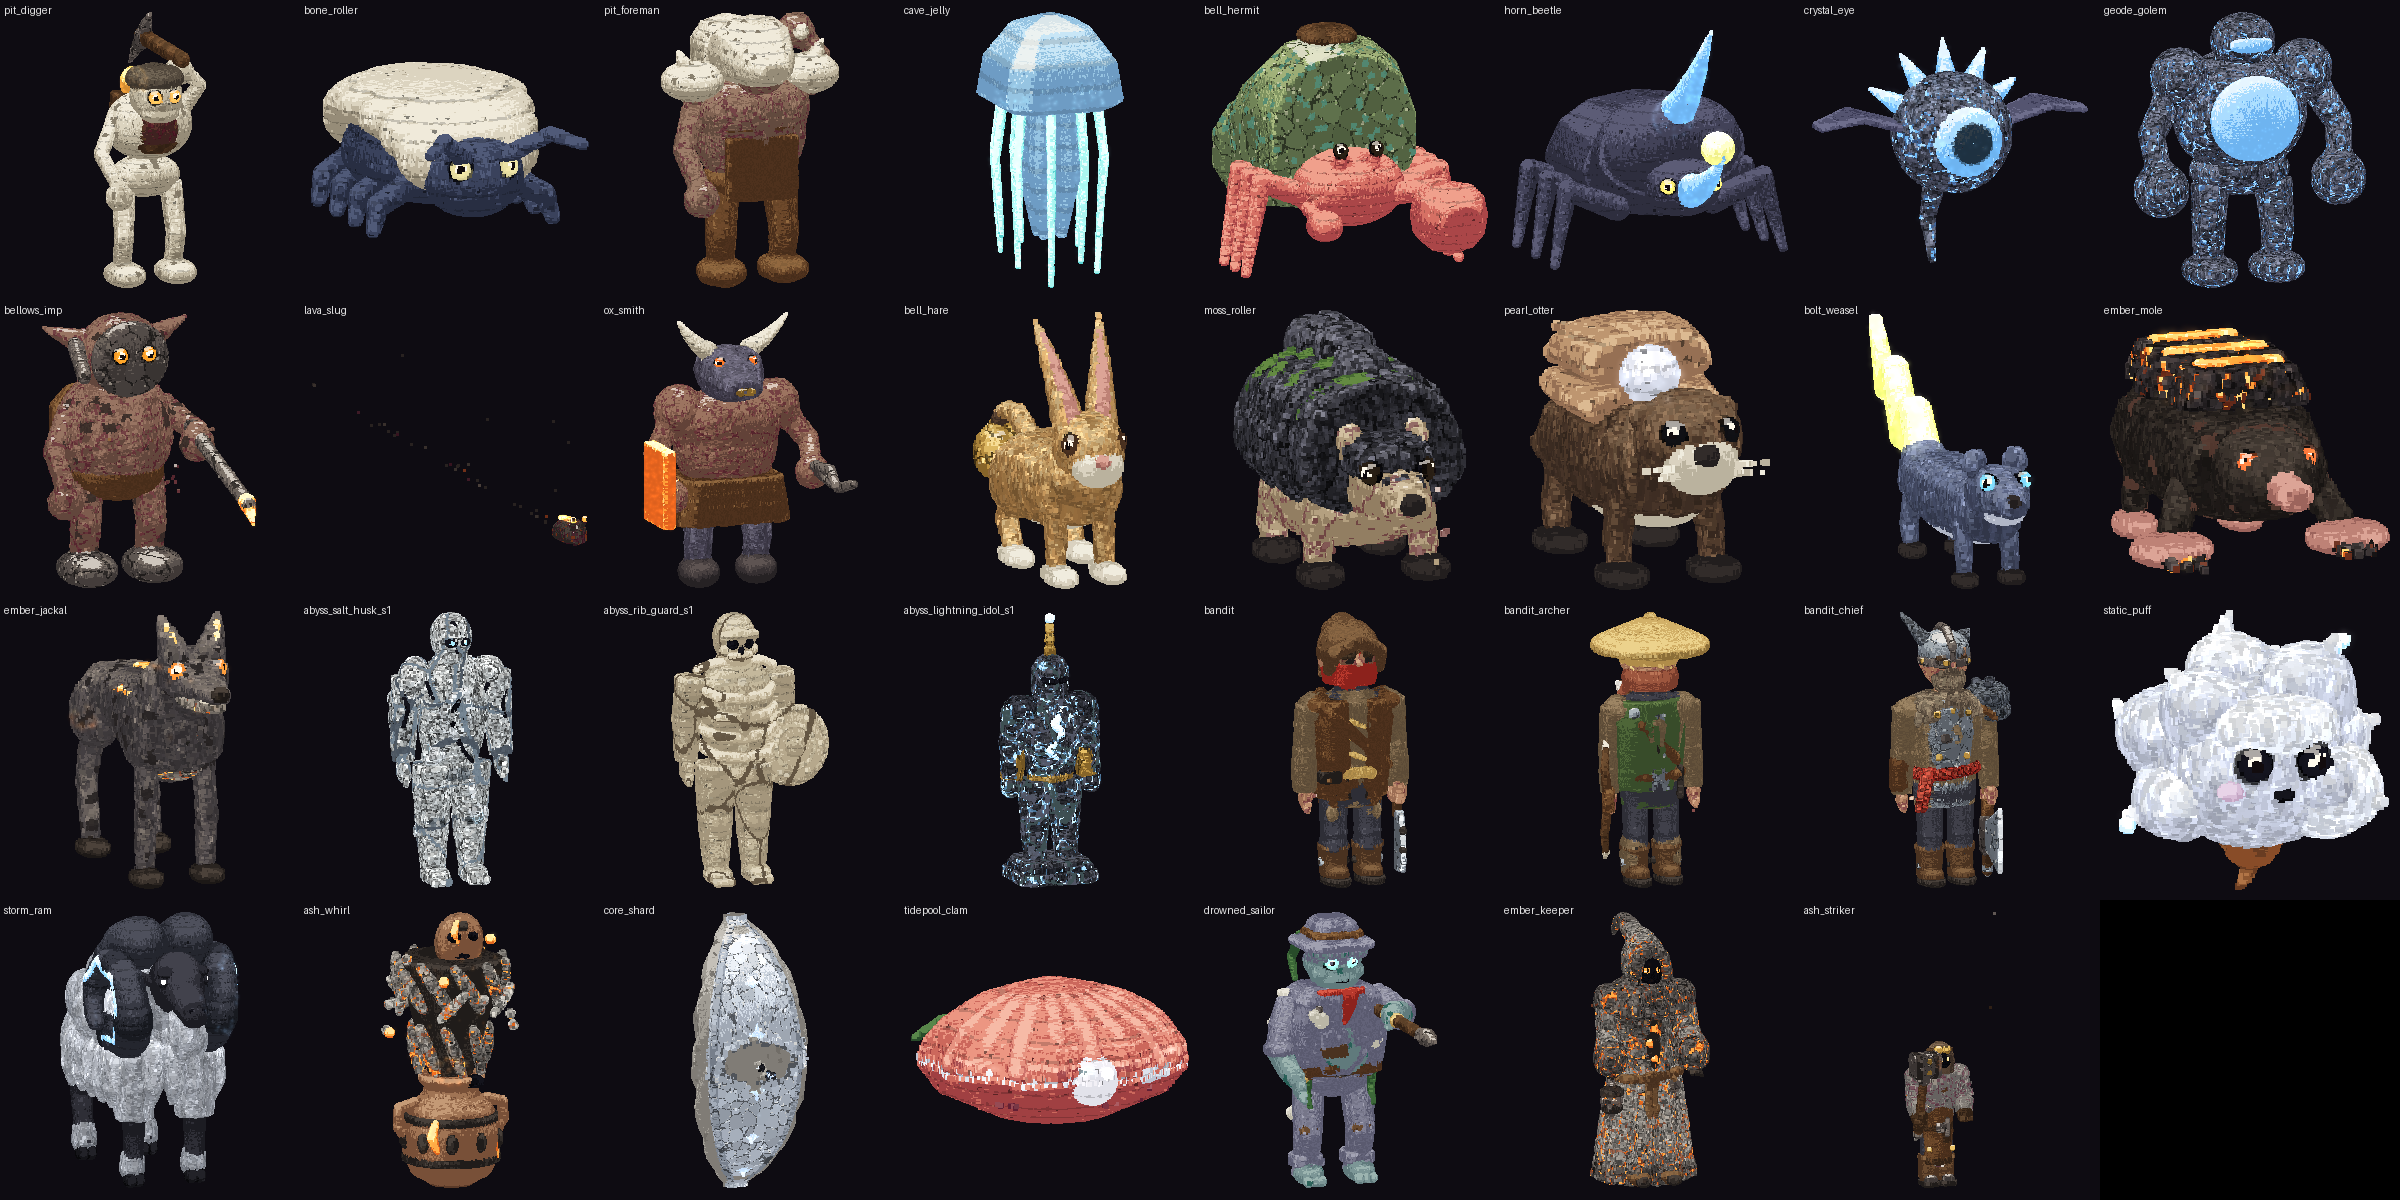 pit_digger
bone_roller
pit_foreman
cave_jelly
bell_hermit
horn_beetle
crystal_eye
geode_golem
bellows_imp
lava_slug
ox_smith
bell_hare
moss_roller
pearl_otter
bolt_weasel
ember_mole
ember_jackal
abyss_salt_husk_s1
abyss_rib_guard_s1
abyss_lightning_idol_s1
bandit
bandit_archer
bandit_chief
static_puff
storm_ram
ash_whirl
core_shard
tidepool_clam
drowned_sailor
ember_keeper
ash_striker